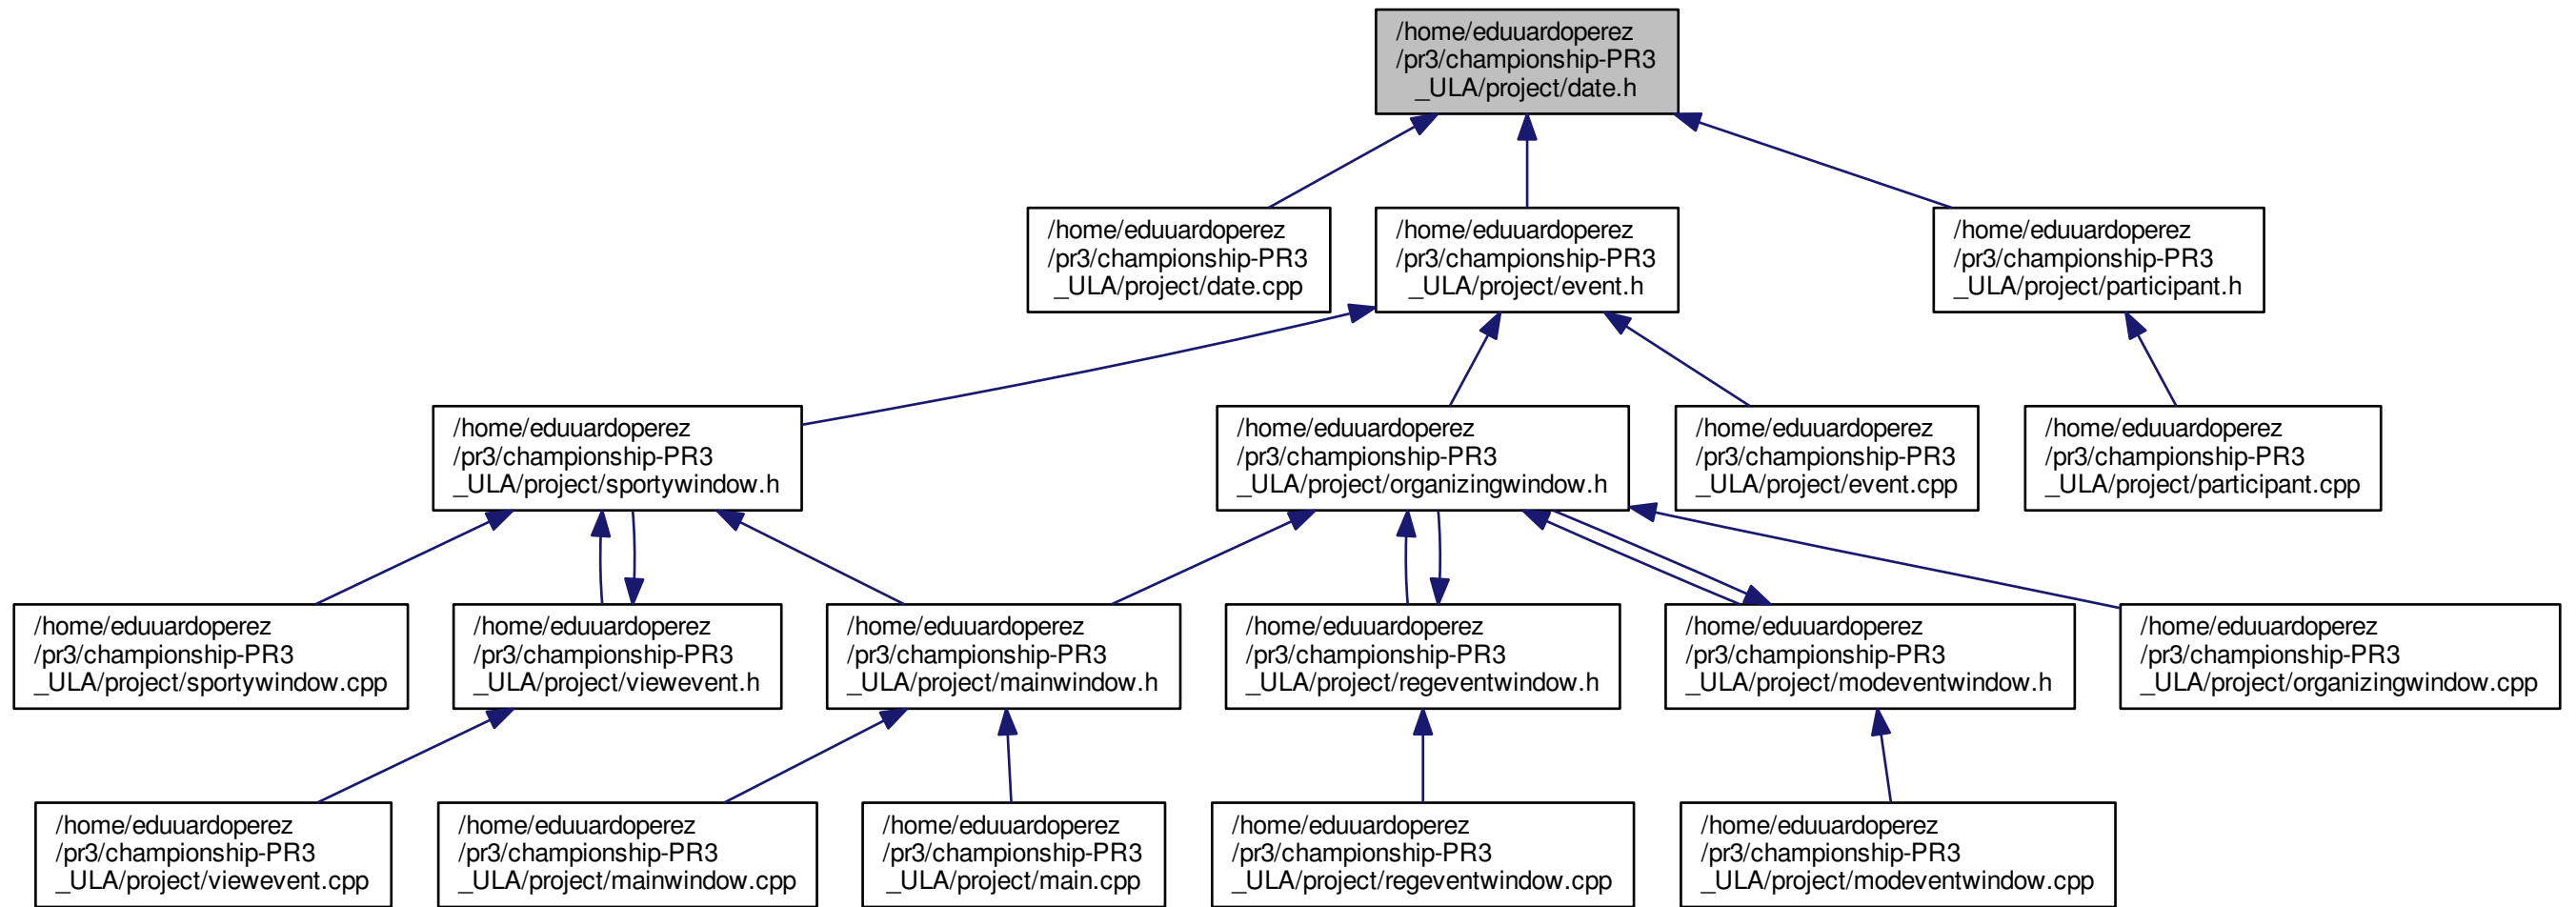 /home/eduuardoperez
/pr3/championship-PR3
_ULA/project/date.h
/home/eduuardoperez
/pr3/championship-PR3
_ULA/project/date.cpp
/home/eduuardoperez
/pr3/championship-PR3
_ULA/project/event.h
/home/eduuardoperez
/pr3/championship-PR3
_ULA/project/participant.h
/home/eduuardoperez
/pr3/championship-PR3
_ULA/project/sportywindow.h
/home/eduuardoperez
/pr3/championship-PR3
_ULA/project/organizingwindow.h
/home/eduuardoperez
/pr3/championship-PR3
_ULA/project/event.cpp
/home/eduuardoperez
/pr3/championship-PR3
_ULA/project/participant.cpp
/home/eduuardoperez
/pr3/championship-PR3
_ULA/project/sportywindow.cpp
/home/eduuardoperez
/pr3/championship-PR3
_ULA/project/viewevent.h
/home/eduuardoperez
/pr3/championship-PR3
_ULA/project/mainwindow.h
/home/eduuardoperez
/pr3/championship-PR3
_ULA/project/regeventwindow.h
/home/eduuardoperez
/pr3/championship-PR3
_ULA/project/modeventwindow.h
/home/eduuardoperez
/pr3/championship-PR3
_ULA/project/organizingwindow.cpp
/home/eduuardoperez
/pr3/championship-PR3
_ULA/project/viewevent.cpp
/home/eduuardoperez
/pr3/championship-PR3
_ULA/project/mainwindow.cpp
/home/eduuardoperez
/pr3/championship-PR3
_ULA/project/main.cpp
/home/eduuardoperez
/pr3/championship-PR3
_ULA/project/regeventwindow.cpp
/home/eduuardoperez
/pr3/championship-PR3
_ULA/project/modeventwindow.cpp